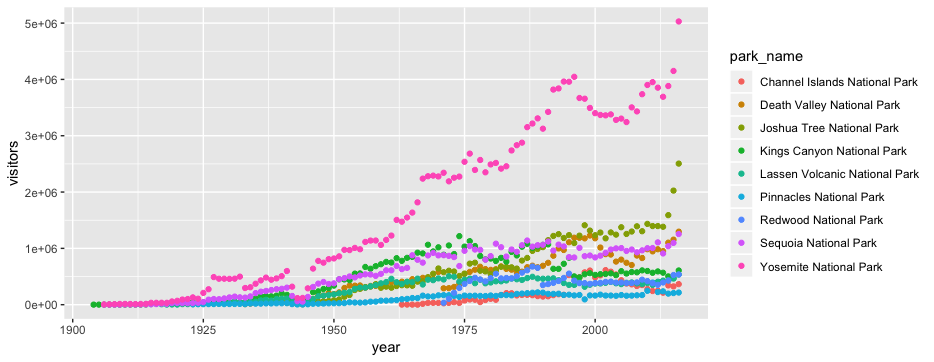 5e+06
4e+06
3e+06
2e+06
1e+06
0e+00
visitors
1900
1925
1950
1975
2000
year
park_name
Channel Islands National Park
Death Valley National Park
Joshua Tree National Park
Kings Canyon National Park
Lassen Volcanic National Park
Pinnacles National Park
Redwood National Park
Sequoia National Park
Yosemite National Park